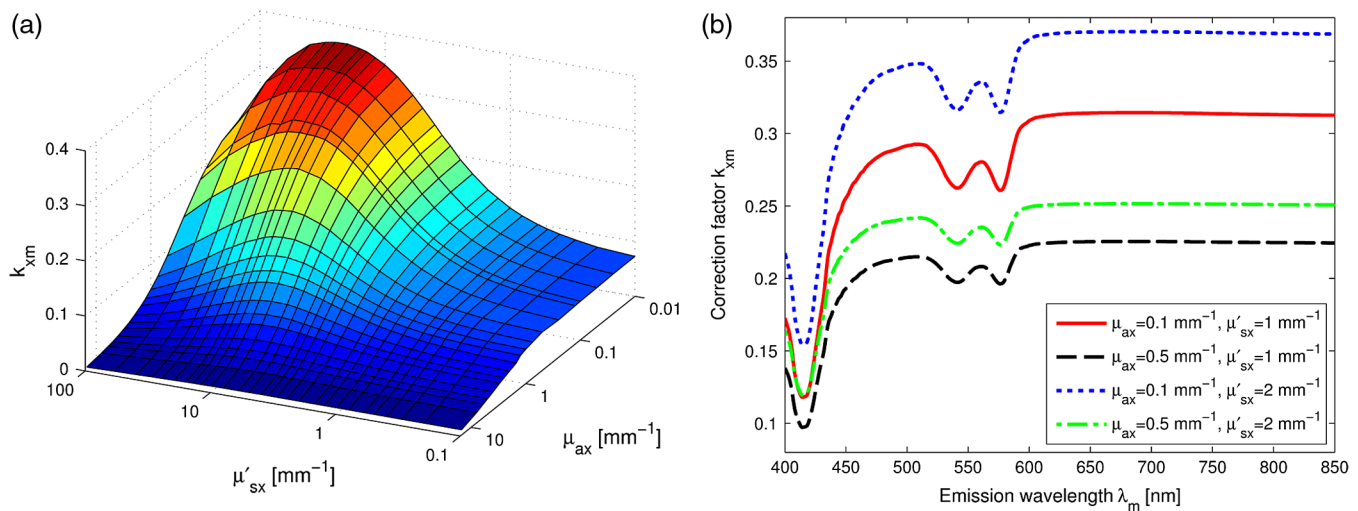 (a)
0.4
0.3
0.2
0.1
0
k_xm
100
10
1
0.1
μ′_sx [mm⁻¹]
10
1
0.1
0.01
μ_ax [mm⁻¹]
(b)
0.35
0.3
0.25
0.2
0.15
0.1
Correction factor k_xm
μ_ax=0.1 mm⁻¹, μ′_sx=1 mm⁻¹
μ_ax=0.5 mm⁻¹, μ′_sx=1 mm⁻¹
μ_ax=0.1 mm⁻¹, μ′_sx=2 mm⁻¹
μ_ax=0.5 mm⁻¹, μ′_sx=2 mm⁻¹
400 450 500 550 600 650 700 750 800 850
Emission wavelength λ_m [nm]